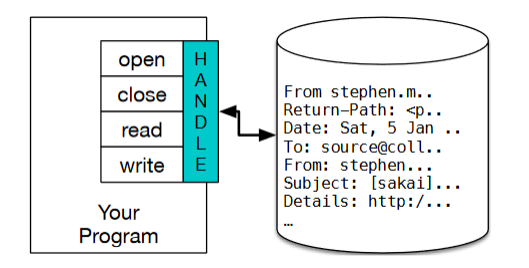 open
close
read
write
HANDLE
Your
Program
From stephen.m..
Return-Path: <p..
Date: Sat, 5 Jan ..
To: source@coll..
From: stephen...
Subject: [sakai]...
Details: http:/...
…